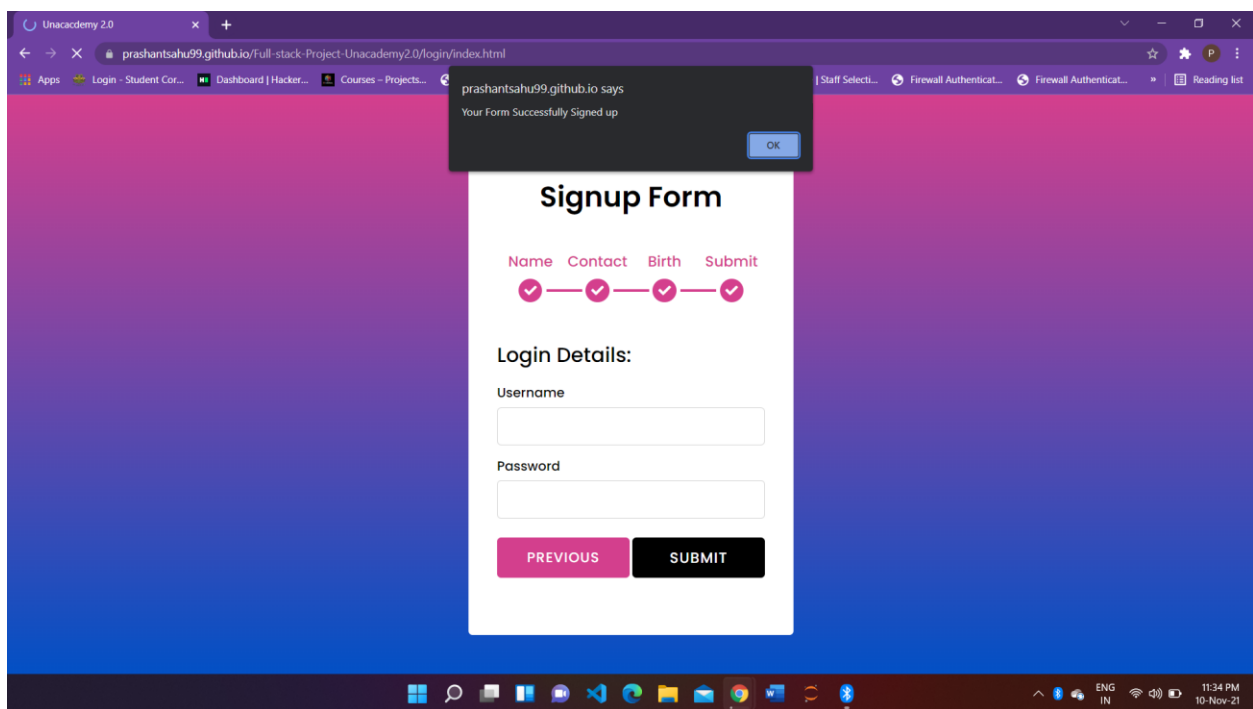 Unacacdemy 2.0
prashantsahu99.github.io/Full-stack-Project-Unacademy2.0/login/index.html
Apps Login - Student Cor... Dashboard | Hacker... Courses – Projects... | Staff Selecti... Firewall Authenticat... Firewall Authenticat... » Reading list
P
prashantsahu99.github.io says
Your Form Successfully Signed up
OK
Signup Form
Name Contact Birth Submit
Login Details:
Username
Password
PREVIOUS SUBMIT
ENG
IN
11:34 PM
10-Nov-21